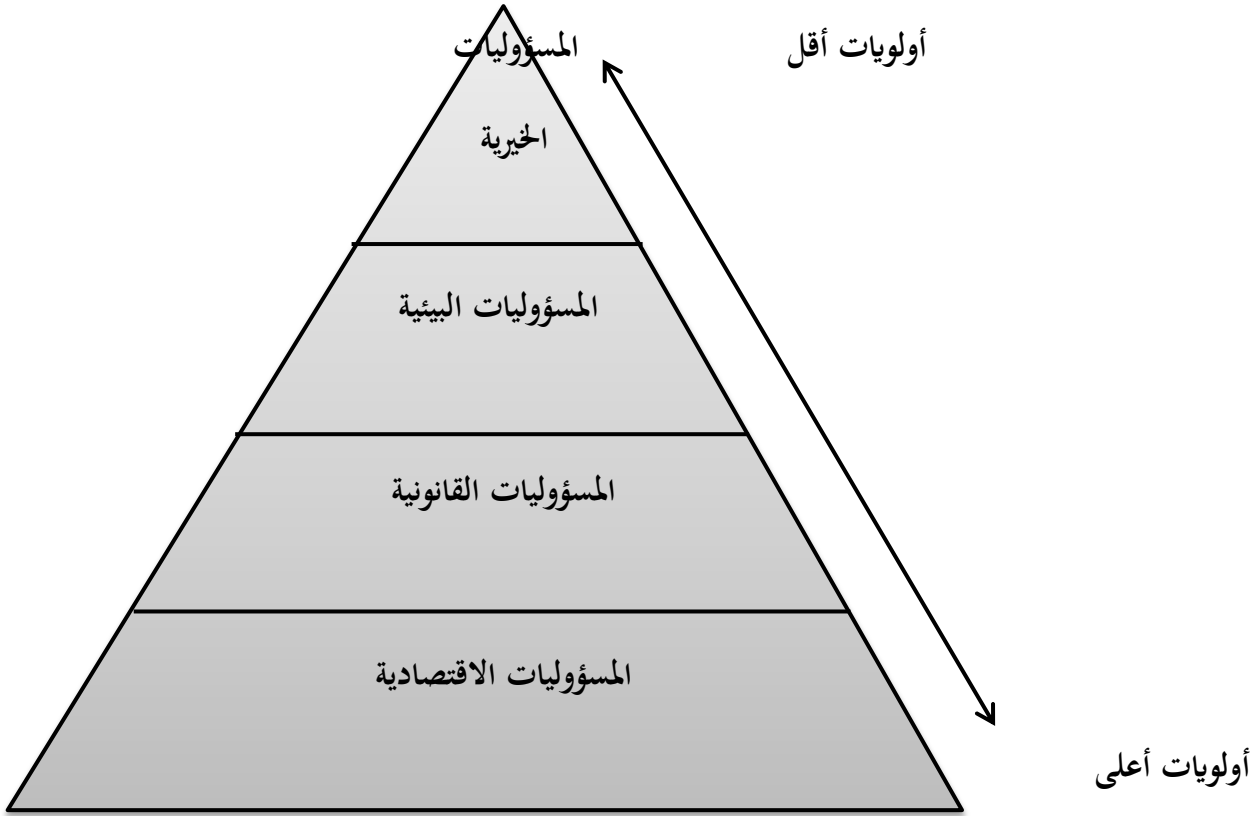 المسؤوليات
أولويات أقل
الخيرية
المسؤوليات البيئية
المسؤوليات القانونية
المسؤوليات الاقتصادية
أولويات أعلى